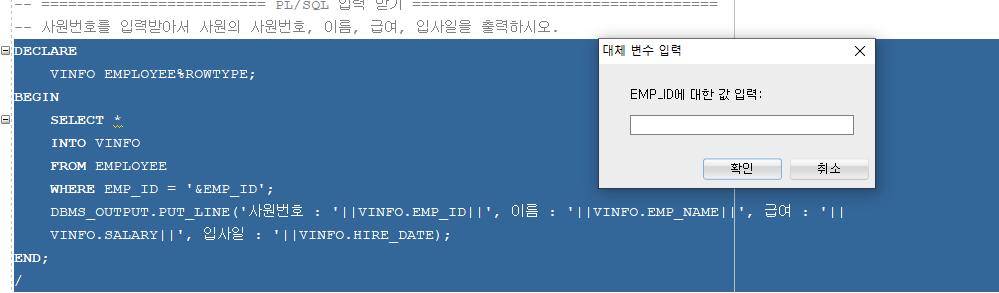 -- ========================== PL/SQL 입력 받기 ==================================
-- 사원번호를 입력받아서 사원의 사원번호, 이름, 급여, 입사일을 출력하시오.
DECLARE
VINFO EMPLOYEE%ROWTYPE;
BEGIN
SELECT *
INTO VINFO
FROM EMPLOYEE
WHERE EMP_ID = '&EMP_ID';
DBMS_OUTPUT.PUT_LINE('사원번호 : '||VINFO.EMP_ID||', 이름 : '||VINFO.EMP_NAME||', 급여 : '||
VINFO.SALARY||', 입사일 : '||VINFO.HIRE_DATE);
END;
/
대체 변수 입력
EMP_ID에 대한 값 입력:
확인
취소